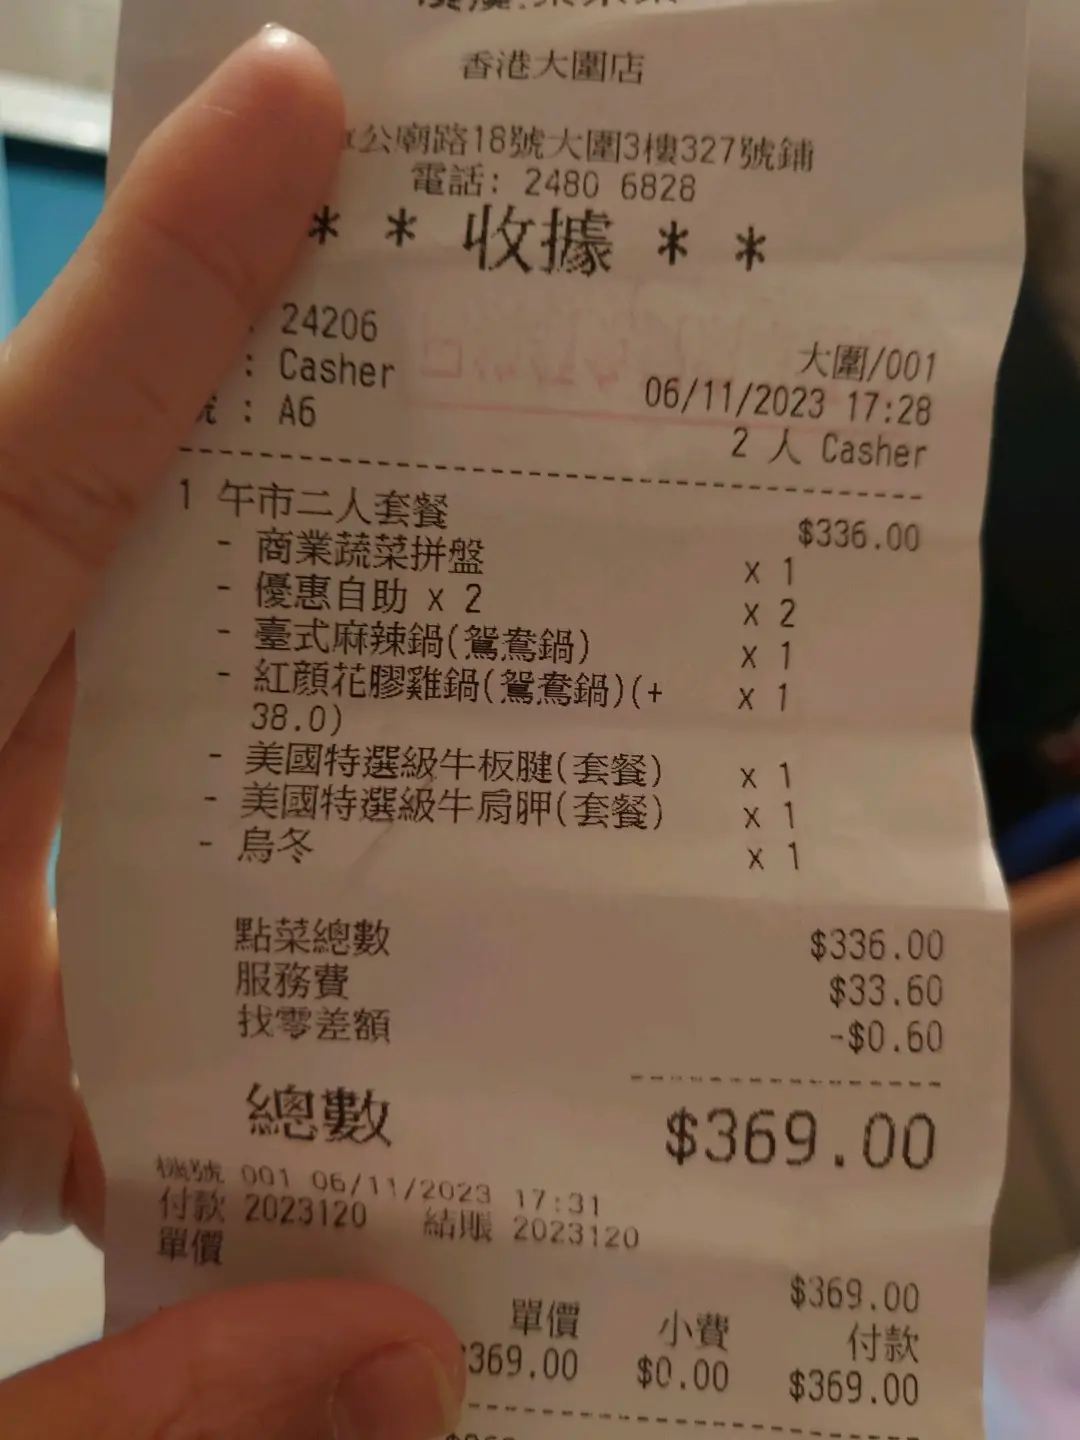 香港大圍店
公廟路18號大圍3樓327號鋪
電話: 2480 6828
* * 收據 * *
: 24206
大圍/001
: Casher
06/11/2023 17:28
號 : A6
2 人 Casher
1 午市二人套餐 $336.00
- 商業蔬菜拼盤 x 1
- 優惠自助 x 2 x 2
- 臺式麻辣鍋(鴛鴦鍋) x 1
- 紅顏花膠雞鍋(鴛鴦鍋)(+ x 1
38.0)
- 美國特選級牛板腱(套餐) x 1
- 美國特選級牛肩胛(套餐) x 1
- 烏冬 x 1
點菜總數 $336.00
服務費 $33.60
找零差額 -$0.60
總數 $369.00
機號 001 06/11/2023 17:31
付款 2023120 結賬 2023120
單價
$369.00
單價 小費 付款
369.00 $0.00 $369.00